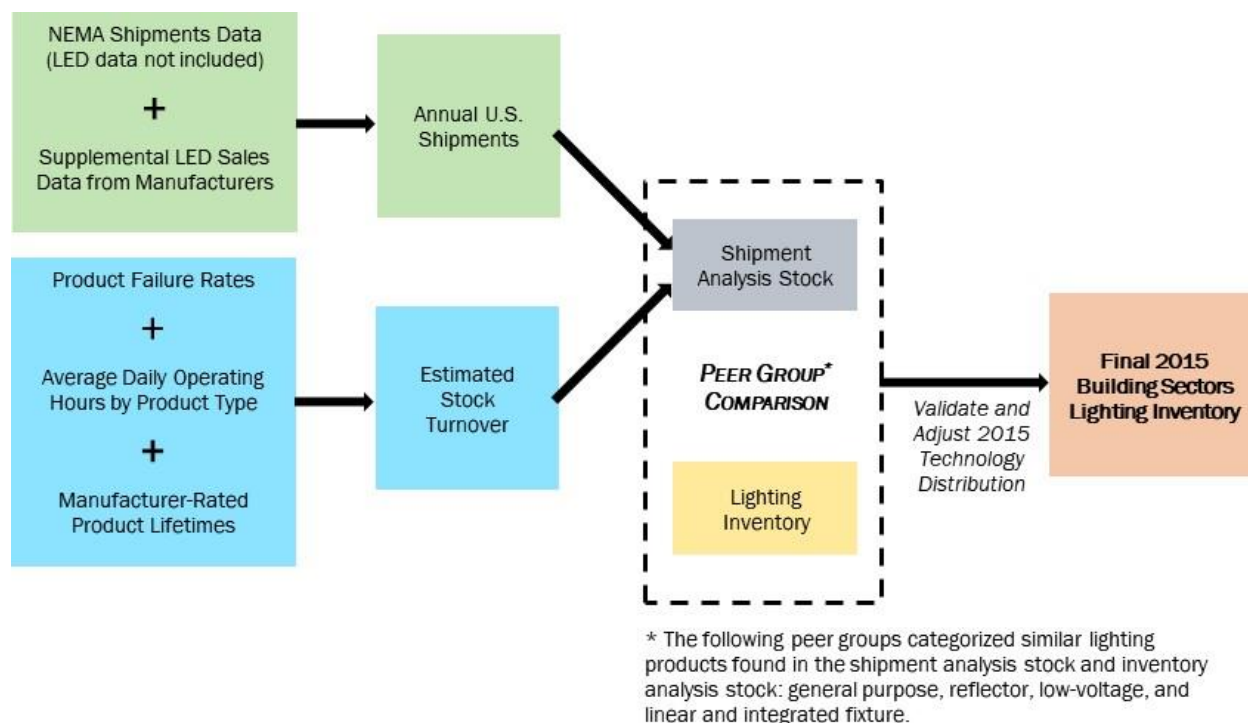 NEMA Shipments Data
(LED data not included)
+
Supplemental LED Sales
Data from Manufacturers
Annual U.S.
Shipments
Product Failure Rates
+
Average Daily Operating
Hours by Product Type
+
Manufacturer-Rated
Product Lifetimes
Estimated
Stock
Turnover
Shipment
Analysis Stock
PEER GROUP*
COMPARISON
Lighting
Inventory
Validate and
Adjust 2015
Technology
Distribution
Final 2015
Building Sectors
Lighting Inventory
* The following peer groups categorized similar lighting
products found in the shipment analysis stock and inventory
analysis stock: general purpose, reflector, low-voltage, and
linear and integrated fixture.